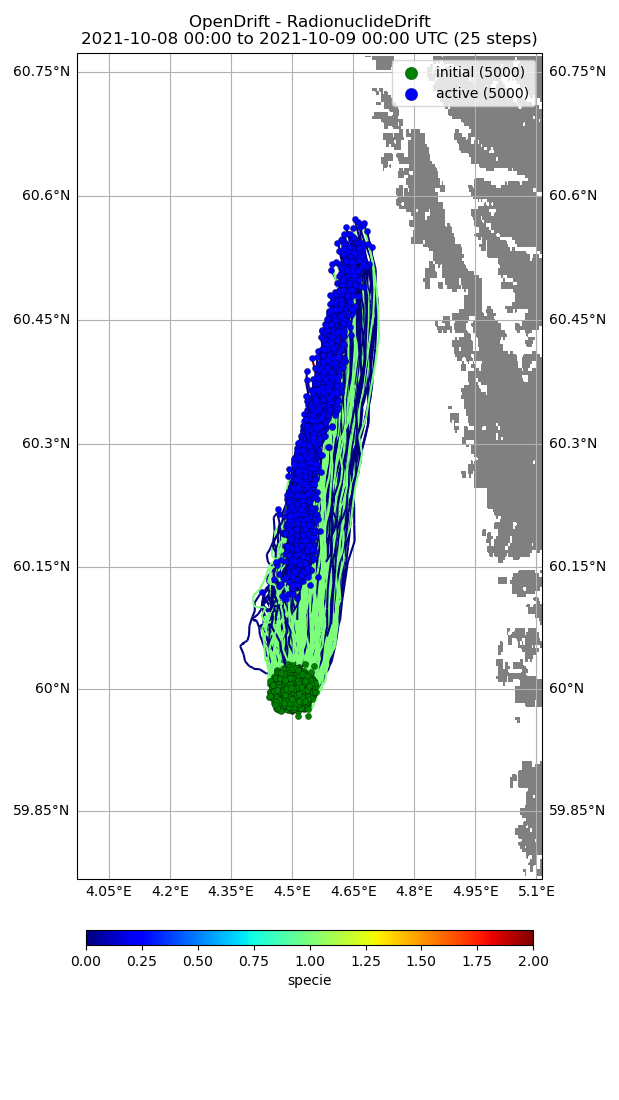 OpenDrift - RadionuclideDrift
2021-10-08 00:00 to 2021-10-09 00:00 UTC (25 steps)
initial (5000)
active (5000)
60.75°N 60.75°N
60.6°N 60.6°N
60.45°N 60.45°N
60.3°N 60.3°N
60.15°N 60.15°N
60°N 60°N
59.85°N 59.85°N
4.05°E 4.2°E 4.35°E 4.5°E 4.65°E 4.8°E 4.95°E 5.1°E
0.00 0.25 0.50 0.75 1.00 1.25 1.50 1.75 2.00
specie